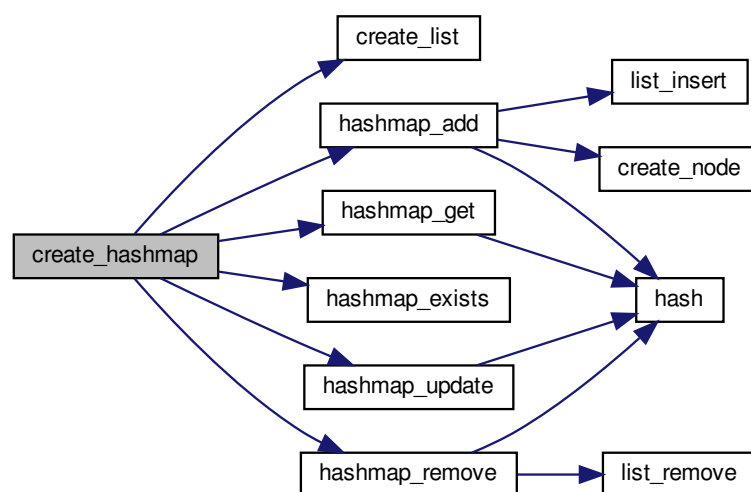 create_list
list_insert
hashmap_add
create_node
hashmap_get
create_hashmap
hashmap_exists
hash
hashmap_update
hashmap_remove
list_remove